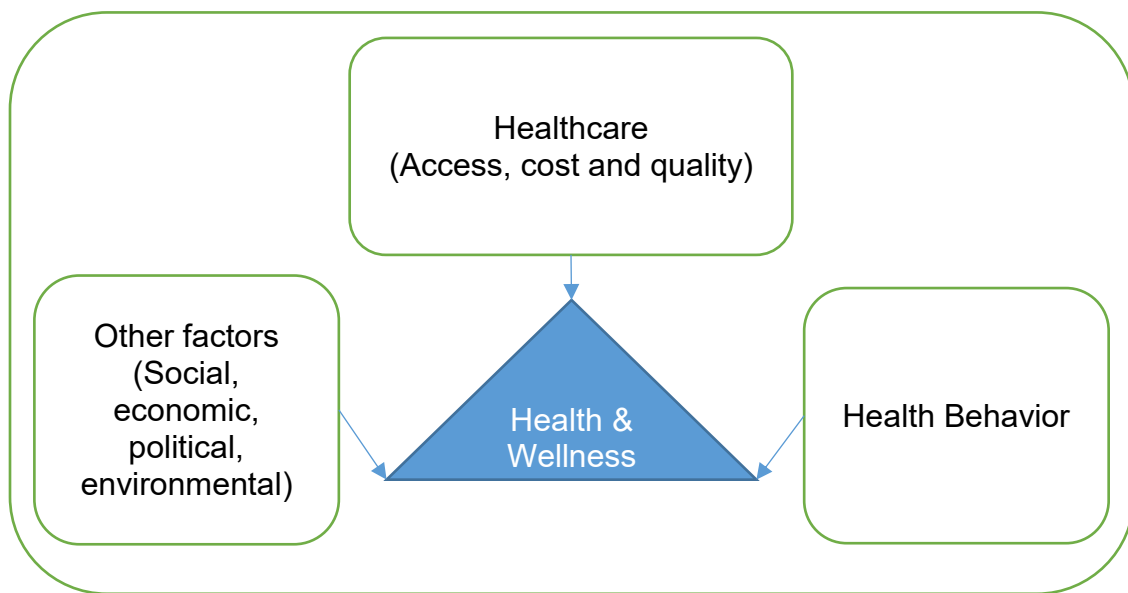 Healthcare
(Access, cost and quality)
Other factors
(Social,
economic,
political,
environmental)
Health &
Wellness
Health Behavior